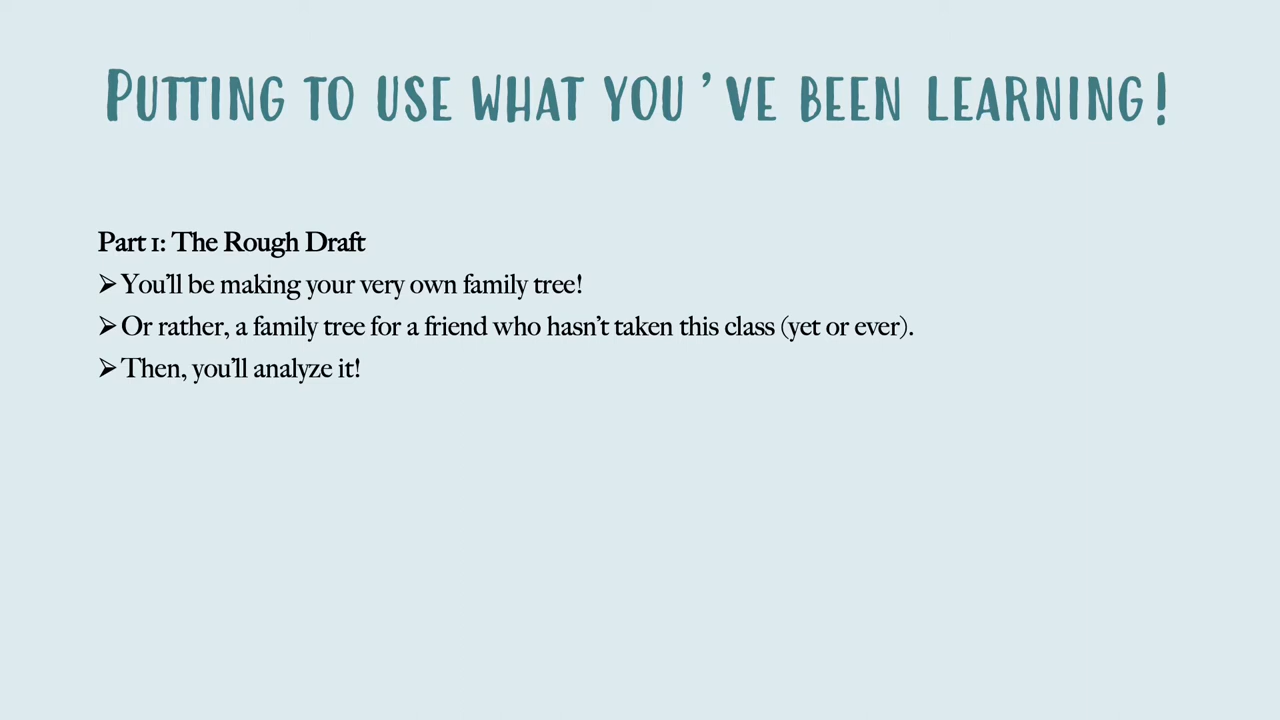 Putting to use what you've been learning!
Part 1: The Rough Draft
➢ You'll be making your very own family tree!
➢ Or rather, a family tree for a friend who hasn't taken this class (yet or ever).
➢ Then, you'll analyze it!